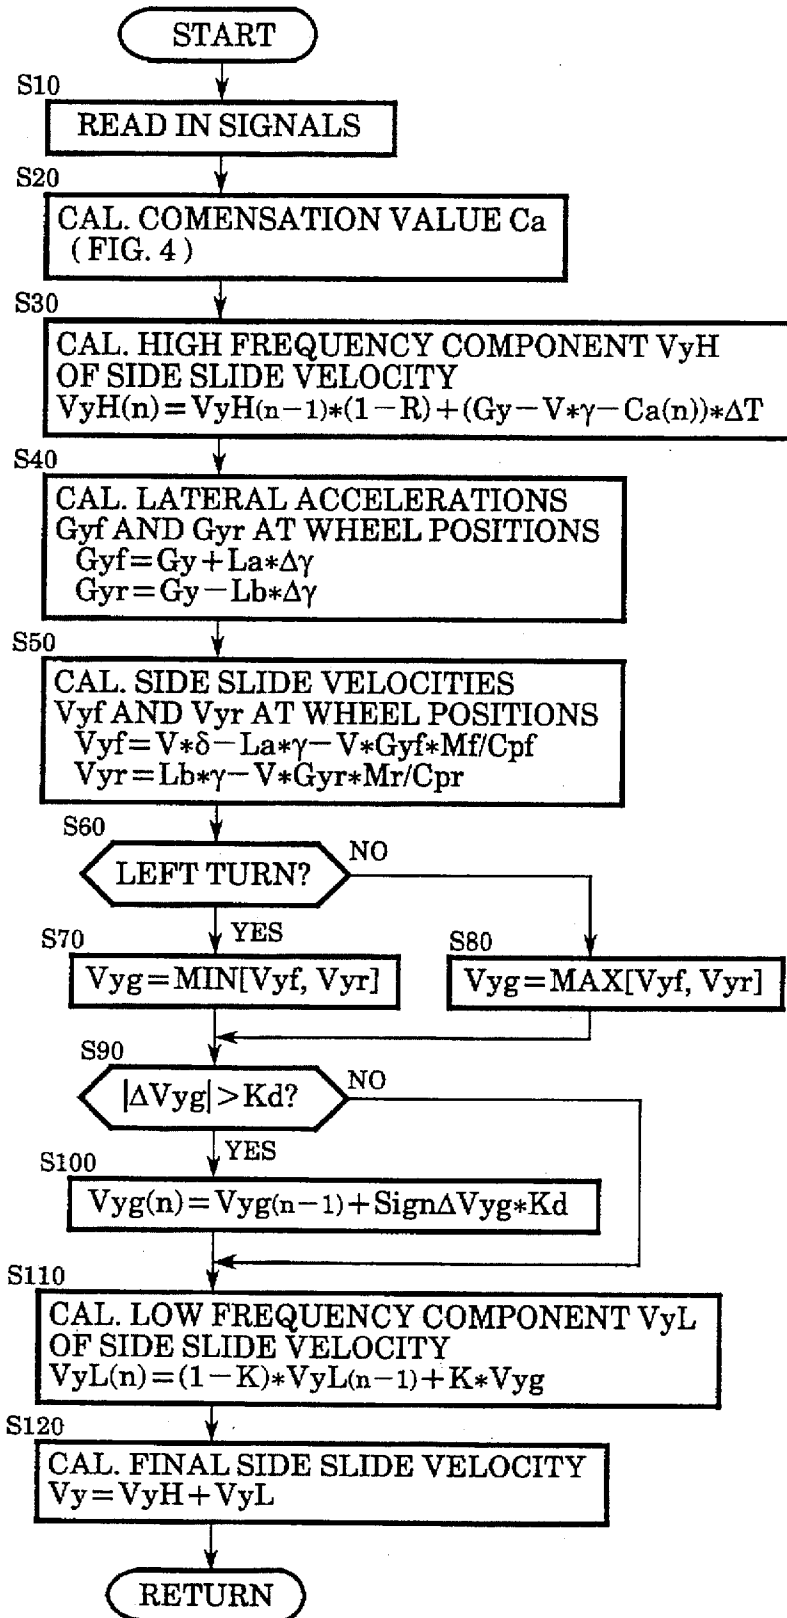 START
S10
READ IN SIGNALS
S20
CAL. COMENSATION VALUE Ca
(FIG. 4)
S30
CAL. HIGH FREQUENCY COMPONENT VyH
OF SIDE SLIDE VELOCITY
VyH(n)=VyH(n−1)*(1−R)+(Gy−V*γ−Ca(n))*ΔT
S40
CAL. LATERAL ACCELERATIONS
Gyf AND Gyr AT WHEEL POSITIONS
Gyf=Gy+La*Δγ
Gyr=Gy−Lb*Δγ
S50
CAL. SIDE SLIDE VELOCITIES
Vyf AND Vyr AT WHEEL POSITIONS
Vyf=V*δ−La*γ−V*Gyf*Mf/Cpf
Vyr=Lb*γ−V*Gyr*Mr/Cpr
S60
LEFT TURN?
NO
YES
S70
Vyg=MIN[Vyf, Vyr]
S80
Vyg=MAX[Vyf, Vyr]
S90
|ΔVyg|>Kd?
NO
YES
S100
Vyg(n)=Vyg(n−1)+SignΔVyg*Kd
S110
CAL. LOW FREQUENCY COMPONENT VyL
OF SIDE SLIDE VELOCITY
VyL(n)=(1−K)*VyL(n−1)+K*Vyg
S120
CAL. FINAL SIDE SLIDE VELOCITY
Vy=VyH+VyL
RETURN